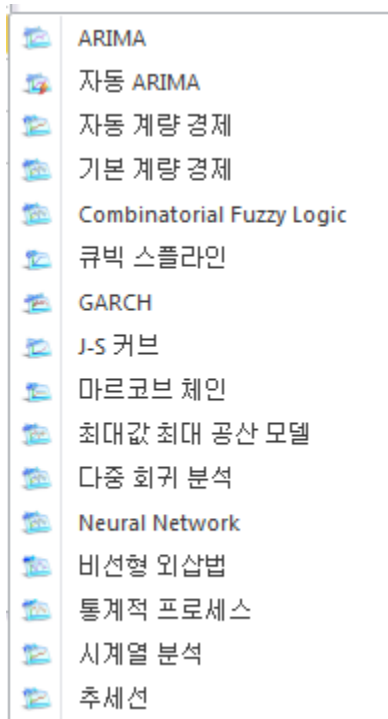 ARIMA
자동 ARIMA
자동 계량 경제
기본 계량 경제
Combinatorial Fuzzy Logic
큐빅 스플라인
GARCH
J-S 커브
마르코브 체인
최대값 최대 공산 모델
다중 회귀 분석
Neural Network
비선형 외삽법
통계적 프로세스
시계열 분석
추세선